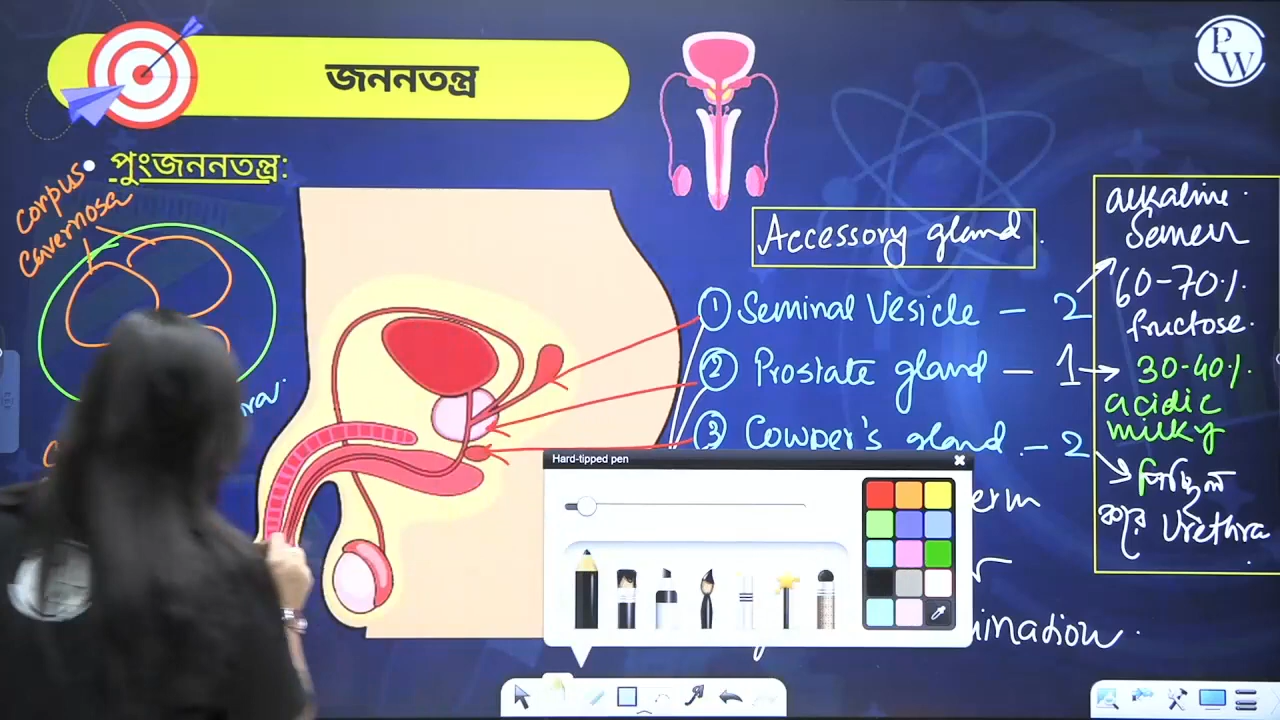 জননতন্ত্র
PW
পুংজননতন্ত্র:
corpus
cavernosa
Accessory gland.
① Seminal Vesicle – 2
② Prostate gland – 1
③ Cowper's gland – 2
alkaline
Semen
60-70%
fructose.
30-40%
acidic
milky
পিচ্ছিল
করে Urethra
Hard-tipped pen